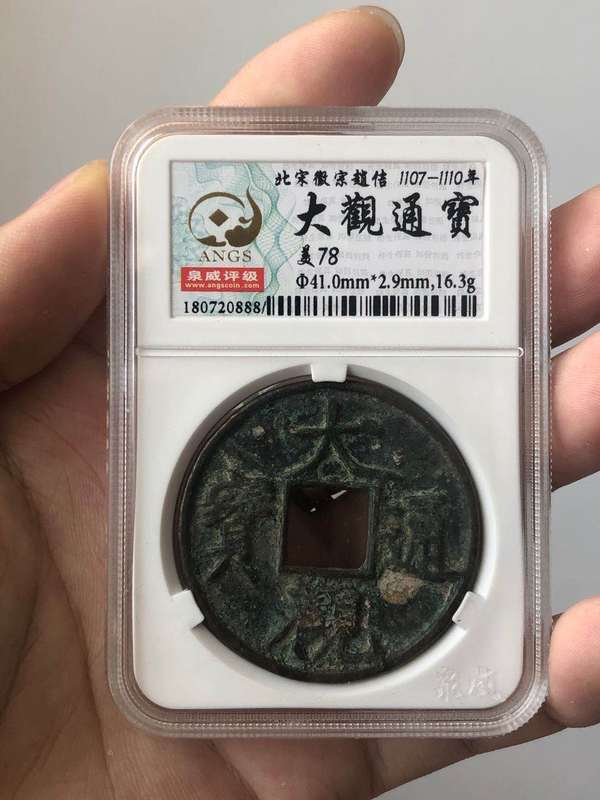 北宋徽宗趙佶 1107-1110年
大觀通寶
美78
ANGS
泉威评级
www.angscoin.com
Φ41.0mm*2.9mm,16.3g
180720888/
大
寶 通
觀
泉威